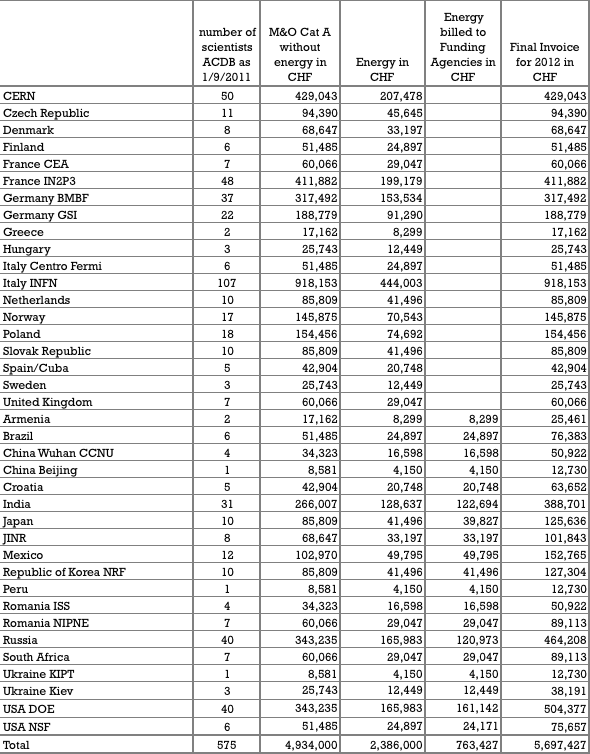 number of scientists ACDB as 1/9/2011 M&O Cat A without energy in CHF Energy in CHF Energy billed to Funding Agencies in CHF Final Invoice for 2012 in CHF
CERN 50 429,043 207,478 429,043
Czech Republic 11 94,390 45,645 94,390
Denmark 8 68,647 33,197 68,647
Finland 6 51,485 24,897 51,485
France CEA 7 60,066 29,047 60,066
France IN2P3 48 411,882 199,179 411,882
Germany BMBF 37 317,492 153,534 317,492
Germany GSI 22 188,779 91,290 188,779
Greece 2 17,162 8,299 17,162
Hungary 3 25,743 12,449 25,743
Italy Centro Fermi 6 51,485 24,897 51,485
Italy INFN 107 918,153 444,003 918,153
Netherlands 10 85,809 41,496 85,809
Norway 17 145,875 70,543 145,875
Poland 18 154,456 74,692 154,456
Slovak Republic 10 85,809 41,496 85,809
Spain/Cuba 5 42,904 20,748 42,904
Sweden 3 25,743 12,449 25,743
United Kingdom 7 60,066 29,047 60,066
Armenia 2 17,162 8,299 8,299 25,461
Brazil 6 51,485 24,897 24,897 76,383
China Wuhan CCNU 4 34,323 16,598 16,598 50,922
China Beijing 1 8,581 4,150 4,150 12,730
Croatia 5 42,904 20,748 20,748 63,652
India 31 266,007 128,637 122,694 388,701
Japan 10 85,809 41,496 39,827 125,636
JINR 8 68,647 33,197 33,197 101,843
Mexico 12 102,970 49,795 49,795 152,765
Republic of Korea NRF 10 85,809 41,496 41,496 127,304
Peru 1 8,581 4,150 4,150 12,730
Romania ISS 4 34,323 16,598 16,598 50,922
Romania NIPNE 7 60,066 29,047 29,047 89,113
Russia 40 343,235 165,983 120,973 464,208
South Africa 7 60,066 29,047 29,047 89,113
Ukraine KIPT 1 8,581 4,150 4,150 12,730
Ukraine Kiev 3 25,743 12,449 12,449 38,191
USA DOE 40 343,235 165,983 161,142 504,377
USA NSF 6 51,485 24,897 24,171 75,657
Total 575 4,934,000 2,386,000 763,427 5,697,427